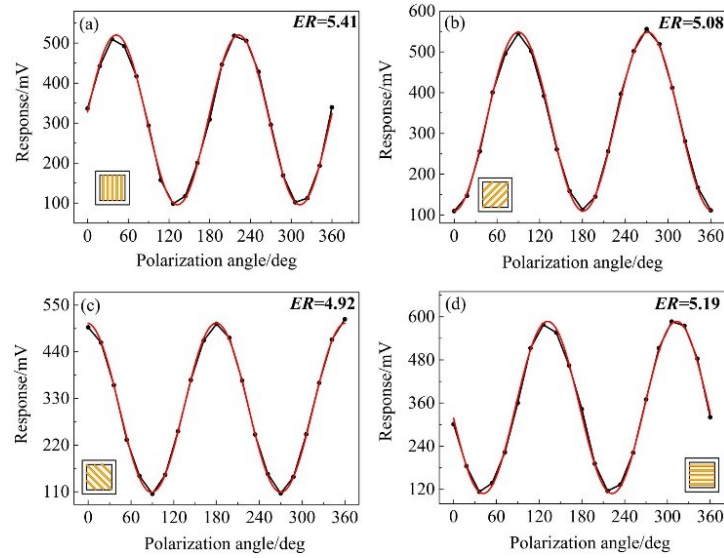 (a)
ER=5.41
Response/mV
500
400
300
200
100
0 60 120 180 240 300 360
Polarization angle/deg
(b)
ER=5.08
Response/mV
600
500
400
300
200
100
0 60 120 180 240 300 360
Polarization angle/deg
(c)
ER=4.92
Response/mV
550
440
330
220
110
0 60 120 180 240 300 360
Polarization angle/deg
(d)
ER=5.19
Response/mV
600
480
360
240
120
0 60 120 180 240 300 360
Polarization angle/deg